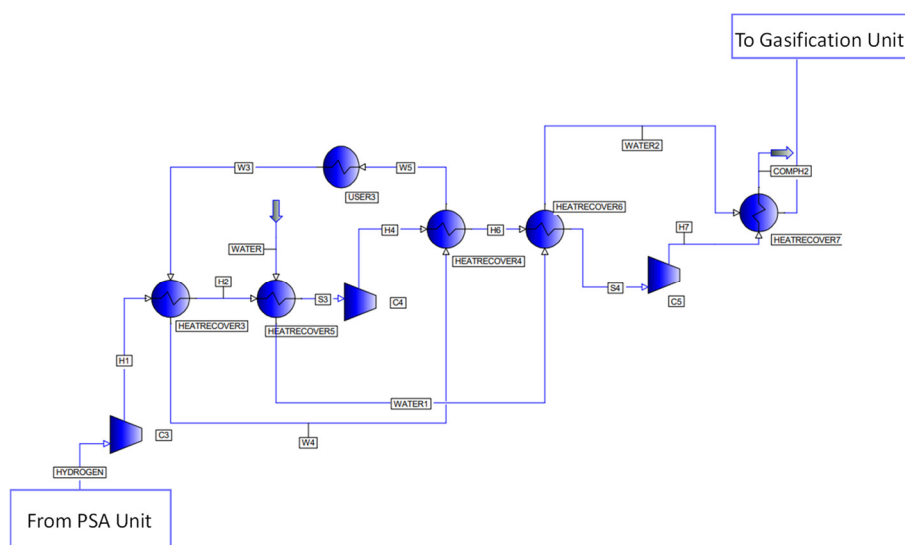 To Gasification Unit
WATER2
W3
W5
COMPH2
USER3
HEATRECOVER6
H7
H4
H6
HEATRECOVER7
WATER
HEATRECOVER4
H2
S3
S4
C4
C5
HEATRECOVER3
HEATRECOVER5
H1
WATER1
C3
W4
HYDROGEN
From PSA Unit